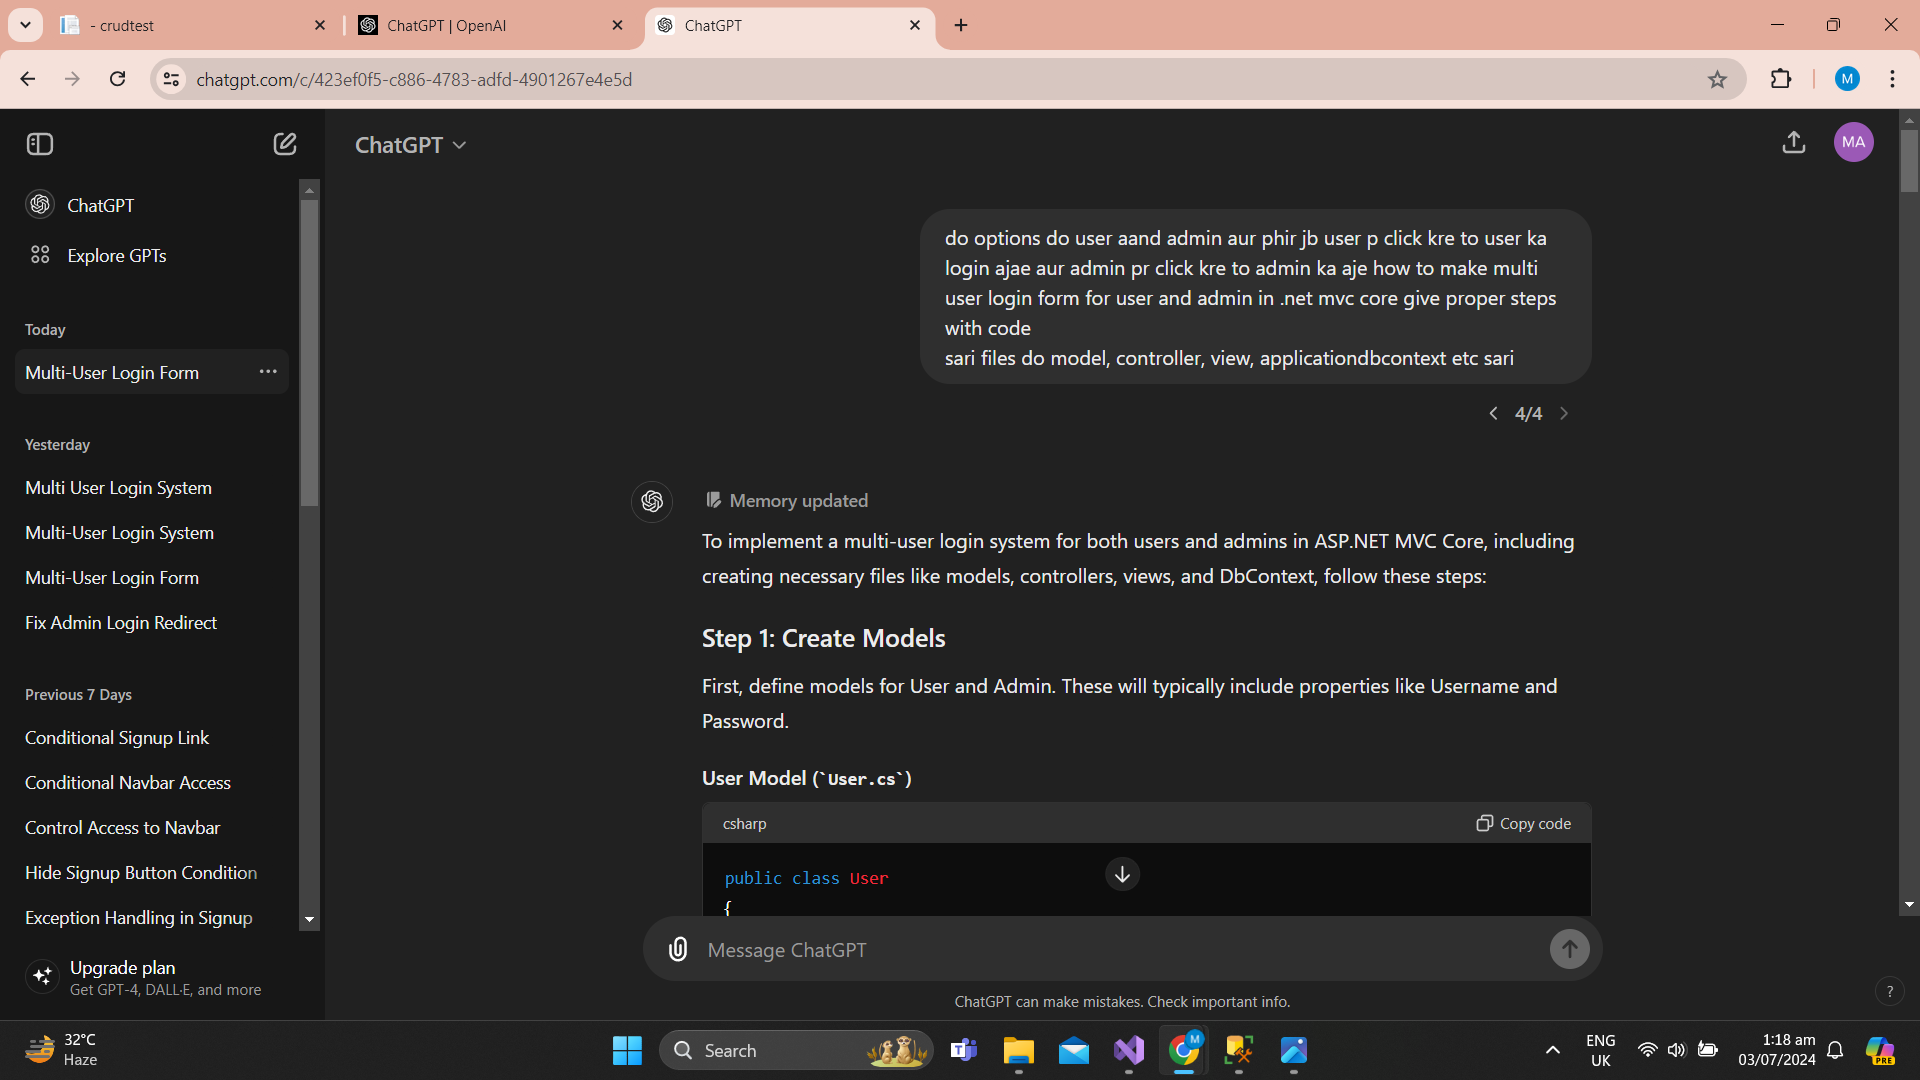 - crudtest
ChatGPT | OpenAI
ChatGPT
chatgpt.com/c/423ef0f5-c886-4783-adfd-4901267e4e5d
M
ChatGPT
MA
ChatGPT
Explore GPTs
Today
Multi-User Login Form
Yesterday
Multi User Login System
Multi-User Login System
Multi-User Login Form
Fix Admin Login Redirect
Previous 7 Days
Conditional Signup Link
Conditional Navbar Access
Control Access to Navbar
Hide Signup Button Condition
Exception Handling in Signup
Upgrade plan
Get GPT-4, DALL·E, and more
do options do user aand admin aur phir jb user p click kre to user ka
login ajae aur admin pr click kre to admin ka aje how to make multi
user login form for user and admin in .net mvc core give proper steps
with code
sari files do model, controller, view, applicationdbcontext etc sari
4/4
Memory updated
To implement a multi-user login system for both users and admins in ASP.NET MVC Core, including
creating necessary files like models, controllers, views, and DbContext, follow these steps:
Step 1: Create Models
First, define models for User and Admin. These will typically include properties like Username and
Password.
User Model (`User.cs`)
csharp
Copy code
public class User
{
Message ChatGPT
ChatGPT can make mistakes. Check important info.
?
32°C
Haze
Search
M
ENG
UK
1:18 am
03/07/2024
PRE